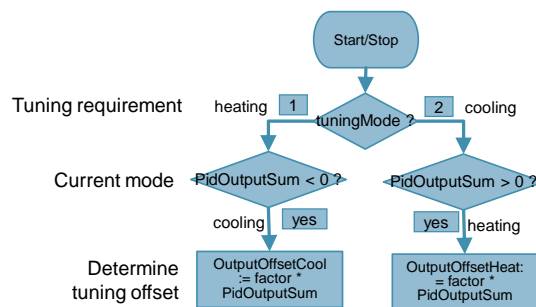 Start/Stop
Tuning requirement
heating
1
tuningMode ?
2
cooling
Current mode
PidOutputSum < 0 ?
PidOutputSum > 0 ?
cooling
yes
yes
heating
Determine
tuning offset
OutputOffsetCool
:= factor *
PidOutputSum
OutputOffsetHeat:
= factor *
PidOutputSum